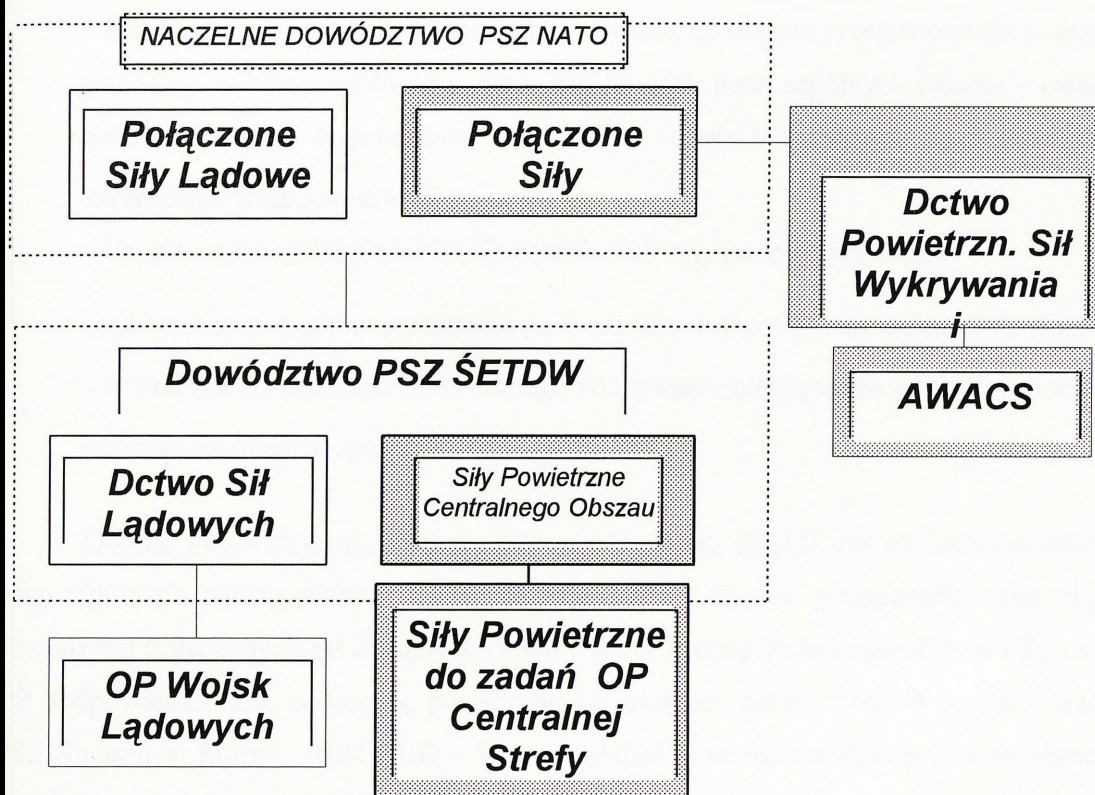 NACZELNE DOWÓDZTWO PSZ NATO
Połączone
Siły Lądowe
Połączone
Siły
Dctwo
Powietrzn. Sił
Wykrywania
i
AWACS
Dowództwo PSZ ŚETDW
Dctwo Sił
Lądowych
Siły Powietrzne
Centralnego Obszau
OP Wojsk
Lądowych
Siły Powietrzne
do zadań OP
Centralnej
Strefy